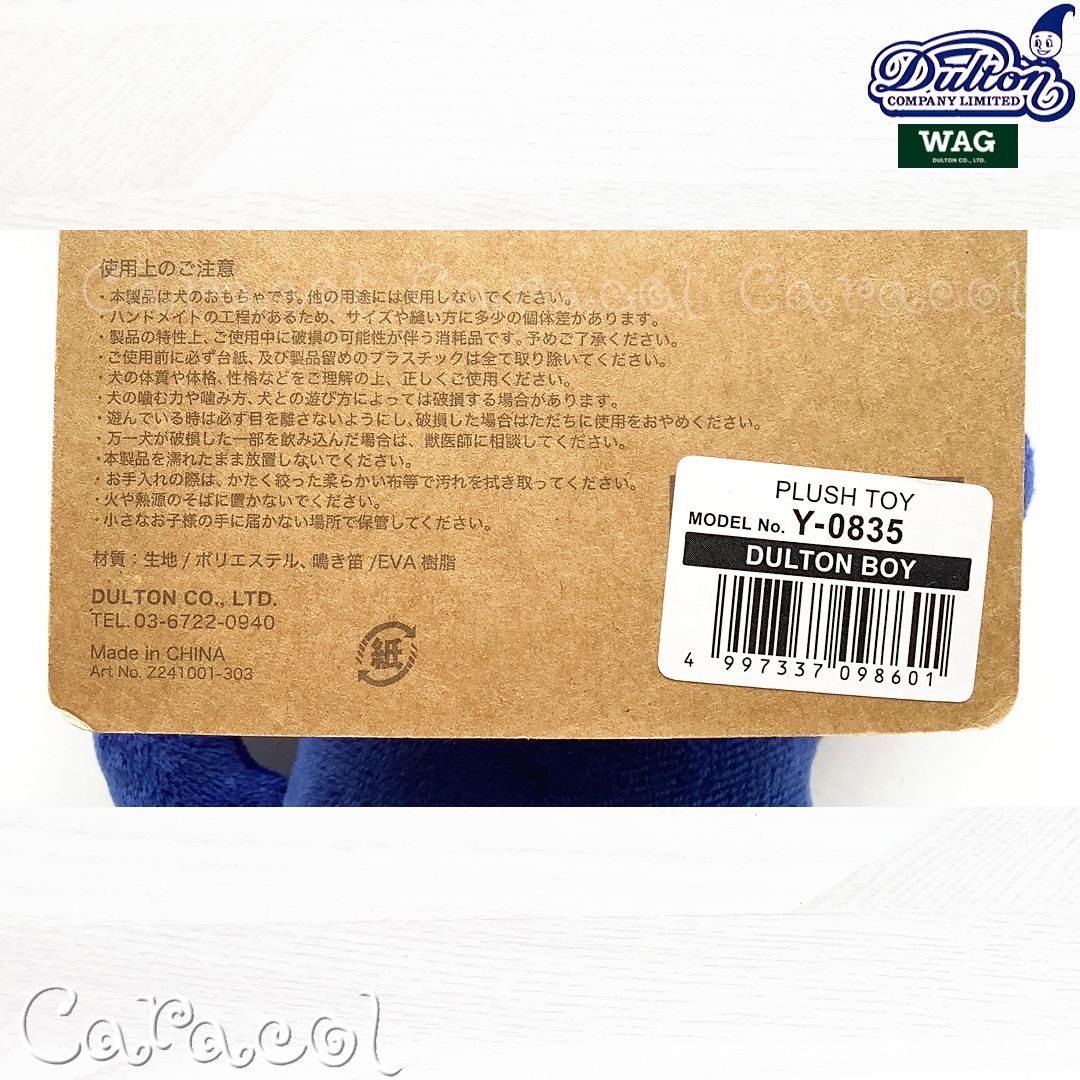 Dulton
COMPANY LIMITED
WAG
DULTON CO., LTD.
使用上のご注意
・本製品は犬のおもちゃです。他の用途には使用しないでください。
・ハンドメイトの工程があるため、サイズや縫い方に多少の個体差があります。
・製品の特性上、ご使用中に破損の可能性が伴う消耗品です。予めご了承ください。
・ご使用前に必ず台紙、及び製品留めのプラスチックは全て取り除いてください。
・犬の体質や体格、性格などをご理解の上、正しくご使用ください。
・犬の噛む力や噛み方、犬との遊び方によっては破損する場合があります。
・遊んでいる時は必ず目を離さないようにし、破損した場合はただちに使用をおやめください。
・万一犬が破損した一部を飲み込んだ場合は、獣医師に相談してください。
・本製品を濡れたまま放置しないでください。
・お手入れの際は、かたく絞った柔らかい布等で汚れを拭き取ってください。
・火や熱源のそばに置かないでください。
・小さなお子様の手に届かない場所で保管してください。
材質：生地/ポリエステル、鳴き笛/EVA樹脂
DULTON CO., LTD.
TEL. 03-6722-0940
Made in CHINA
Art No. Z241001-303
紙
PLUSH TOY
MODEL No. Y-0835
DULTON BOY
4 997337 098601
Caracol Caracol Caracol
Caracol